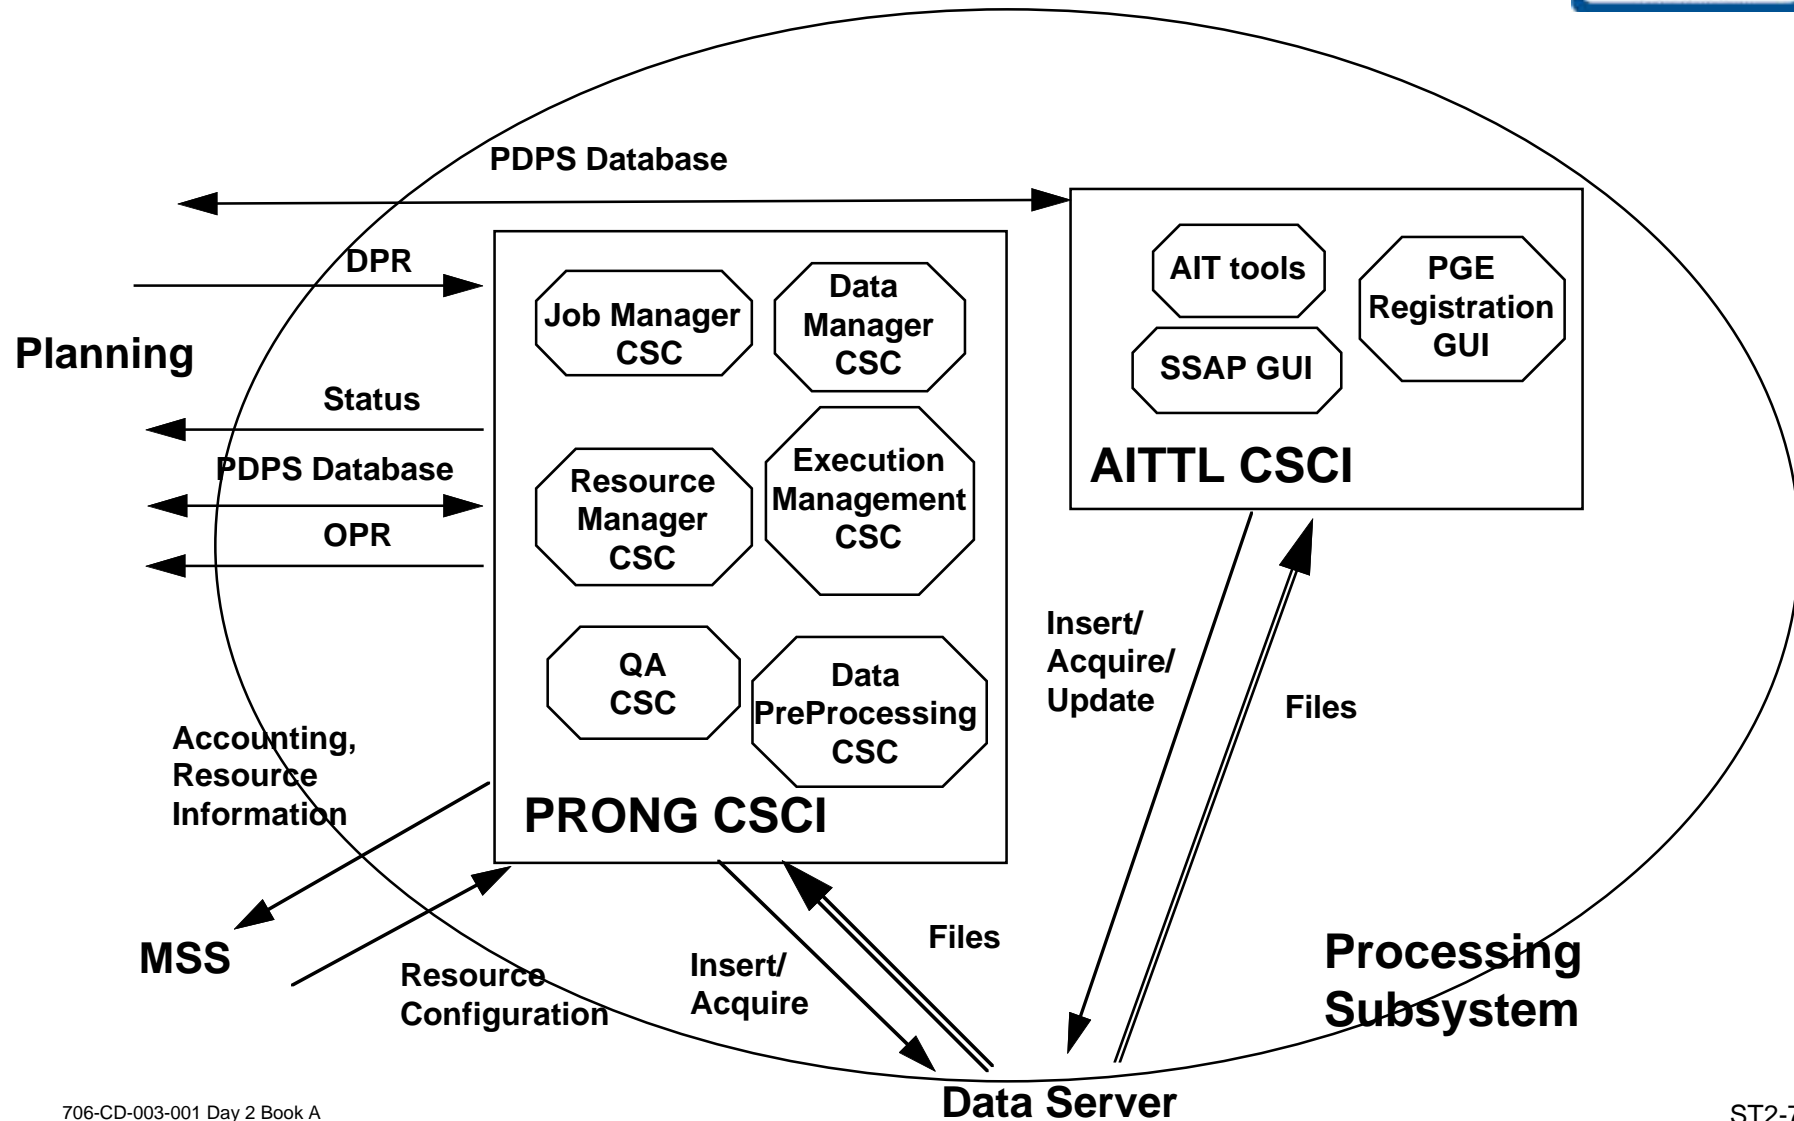 PDPS Database
DPR
Planning
Status
PDPS Database
OPR
Job Manager
CSC
Data
Manager
CSC
Resource
Manager
CSC
Execution
Management
CSC
QA
CSC
Data
PreProcessing
CSC
PRONG CSCI
AIT tools
PGE
Registration
GUI
SSAP GUI
AITTL CSCI
Insert/
Acquire/
Update
Files
Accounting,
Resource
Information
MSS
Resource
Configuration
Insert/
Acquire
Files
Processing
Subsystem
Data Server
706-CD-003-001 Day 2 Book A
ST2-7